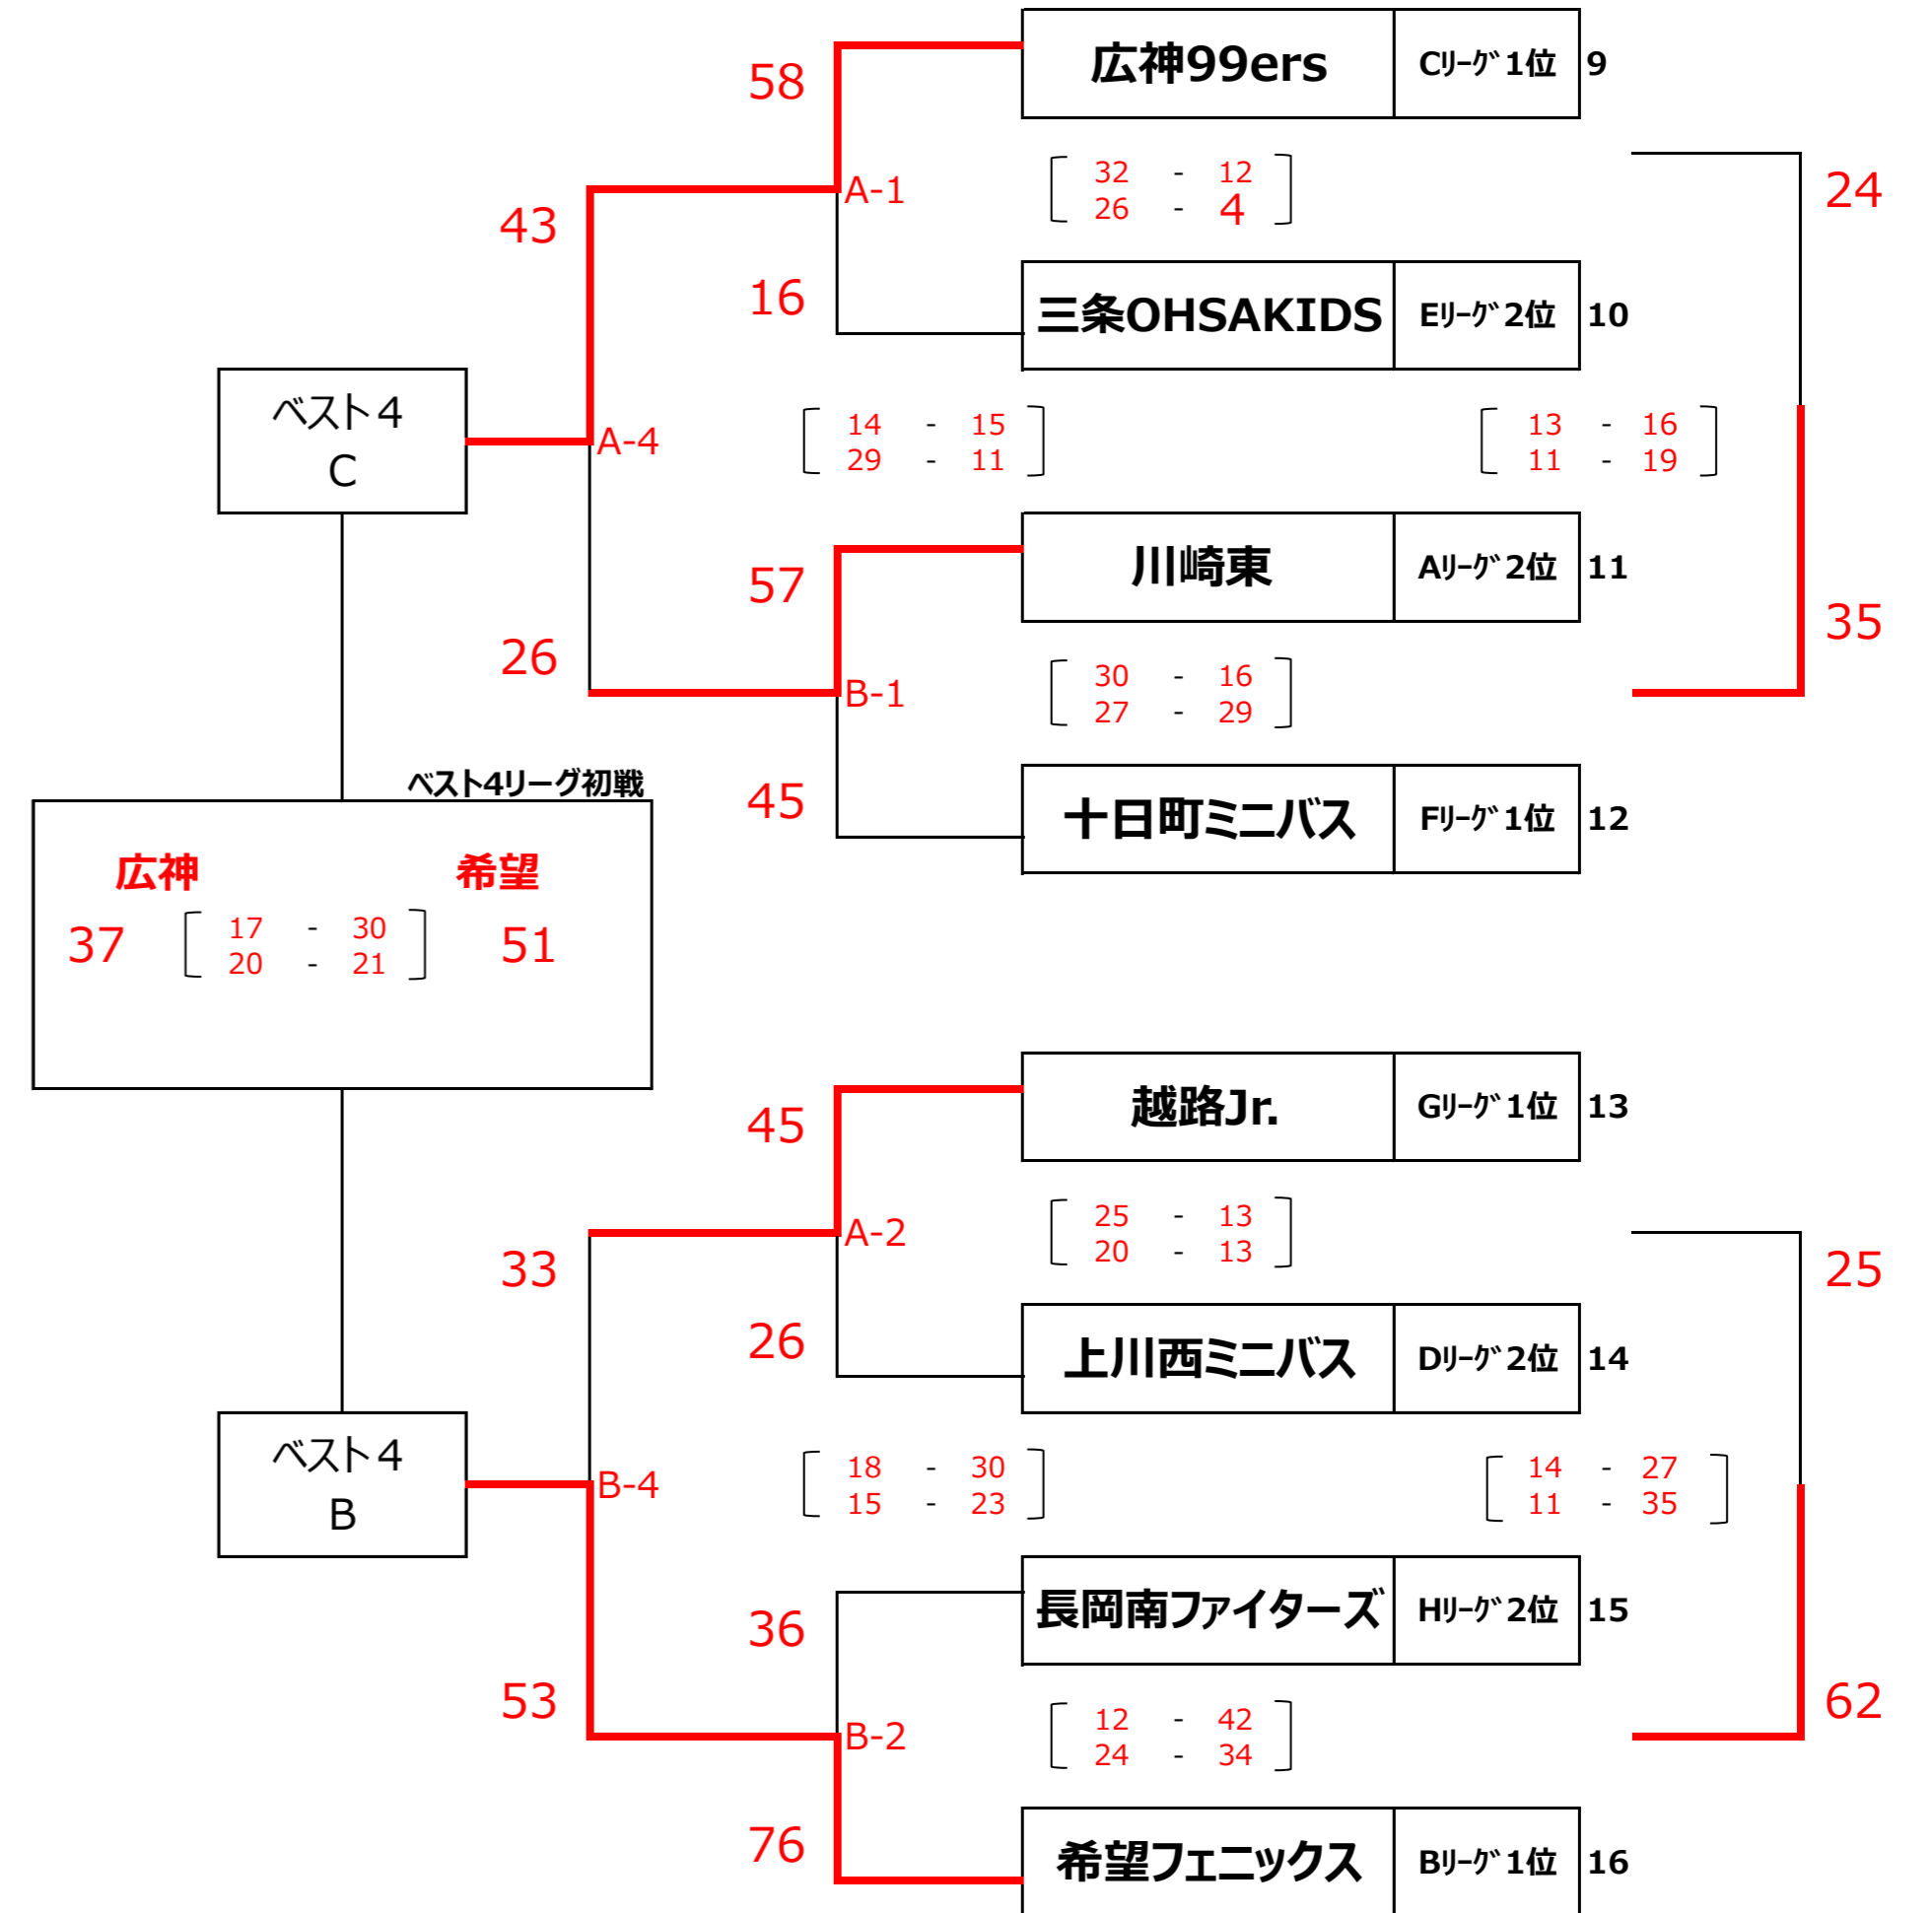 広神99ers Cリーグ 1位 9
58
32 - 12
26 - 4
A-1
24
43
16
三条OHSAKIDS Eリーグ 2位 10
ベスト４
C
A-4
14 - 15
29 - 11
13 - 16
11 - 19
57
川崎東 Aリーグ 2位 11
35
26
B-1
30 - 16
27 - 29
ベスト4リーグ初戦
45
十日町ミニバス Fリーグ 1位 12
広神 希望
37
17 - 30
20 - 21
51
45
越路Jr. Gリーグ 1位 13
25 - 13
20 - 13
A-2
33
25
26
上川西ミニバス Dリーグ 2位 14
ベスト４
B
B-4
18 - 30
15 - 23
14 - 27
11 - 35
36
長岡南ファイターズ Hリーグ 2位 15
53
62
B-2
12 - 42
24 - 34
76
希望フェニックス Bリーグ 1位 16